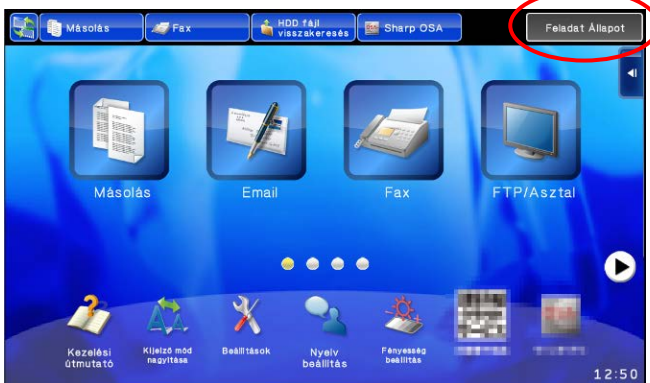 Másolás
Fax
HDD fájl
visszakeresés
Sharp OSA
Feladat Állapot
Másolás
Email
Fax
FTP/Asztal
Kezelési
útmutató
Kijelző mód
nagyítása
Beállítások
Nyelv
beállítás
Fényesség
beállítás
12:50